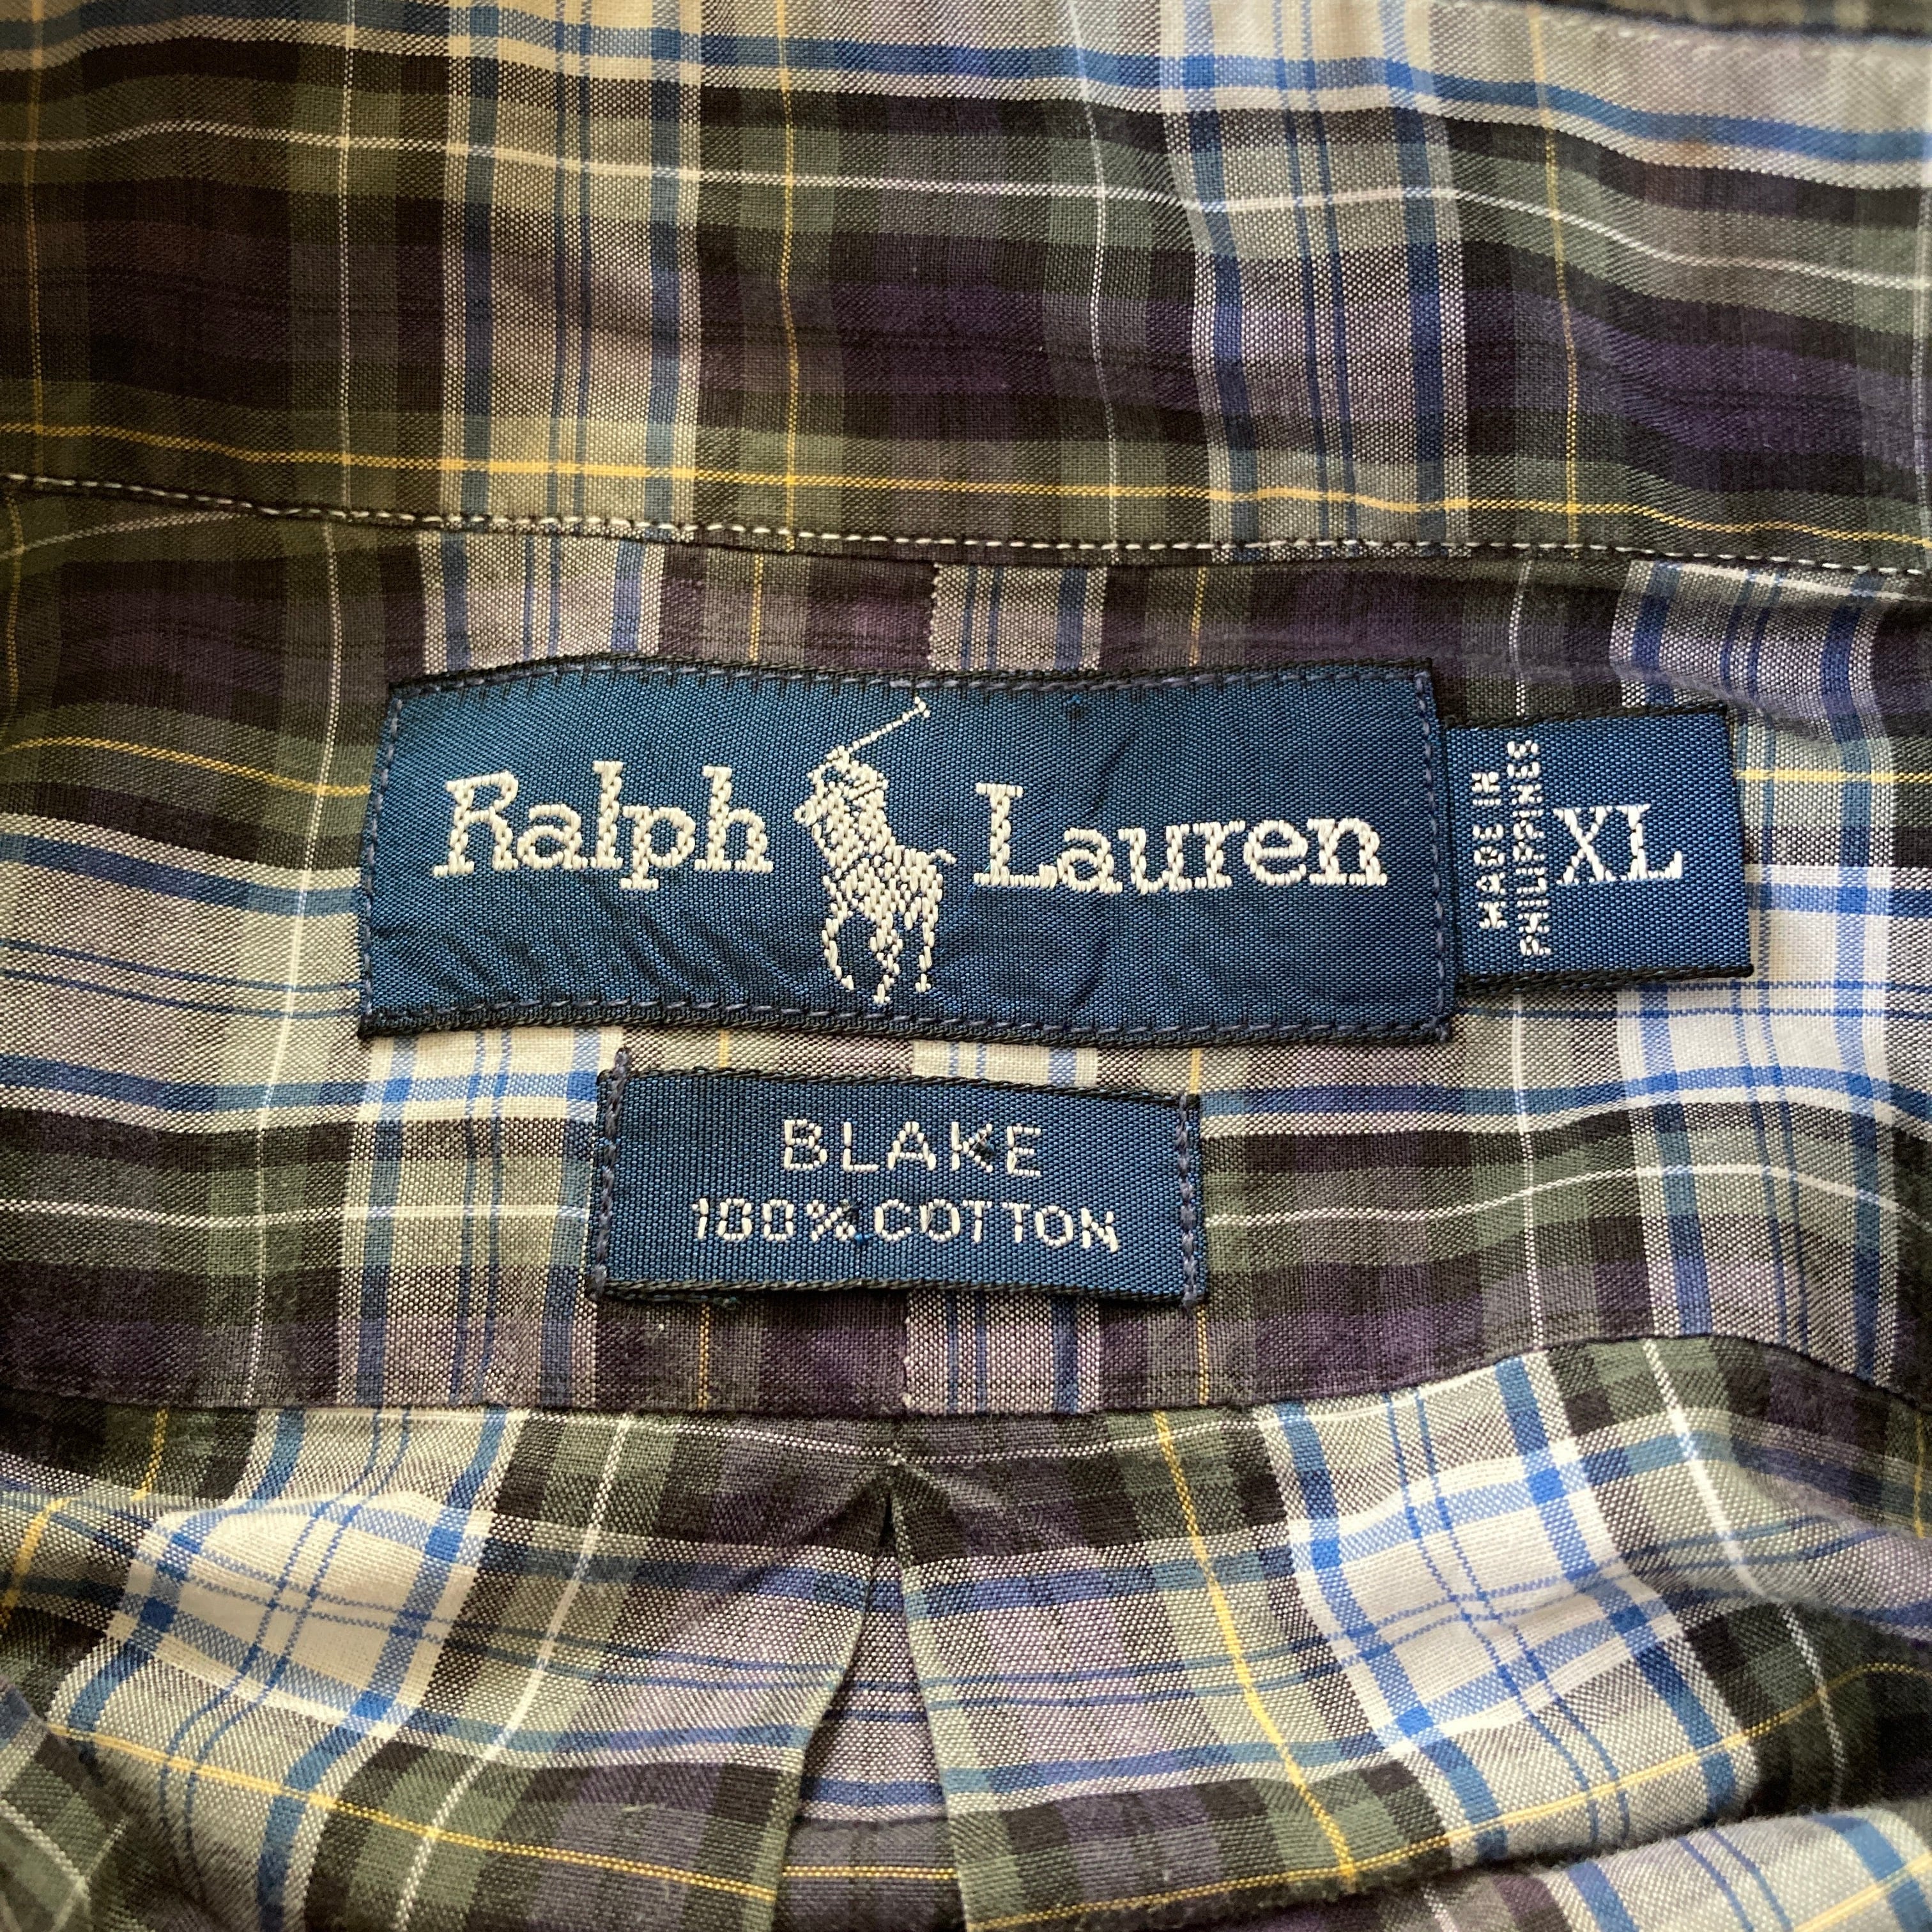 Ralph Lauren
MADE IN
PHILIPPINES
XL
BLAKE
100% COTTON